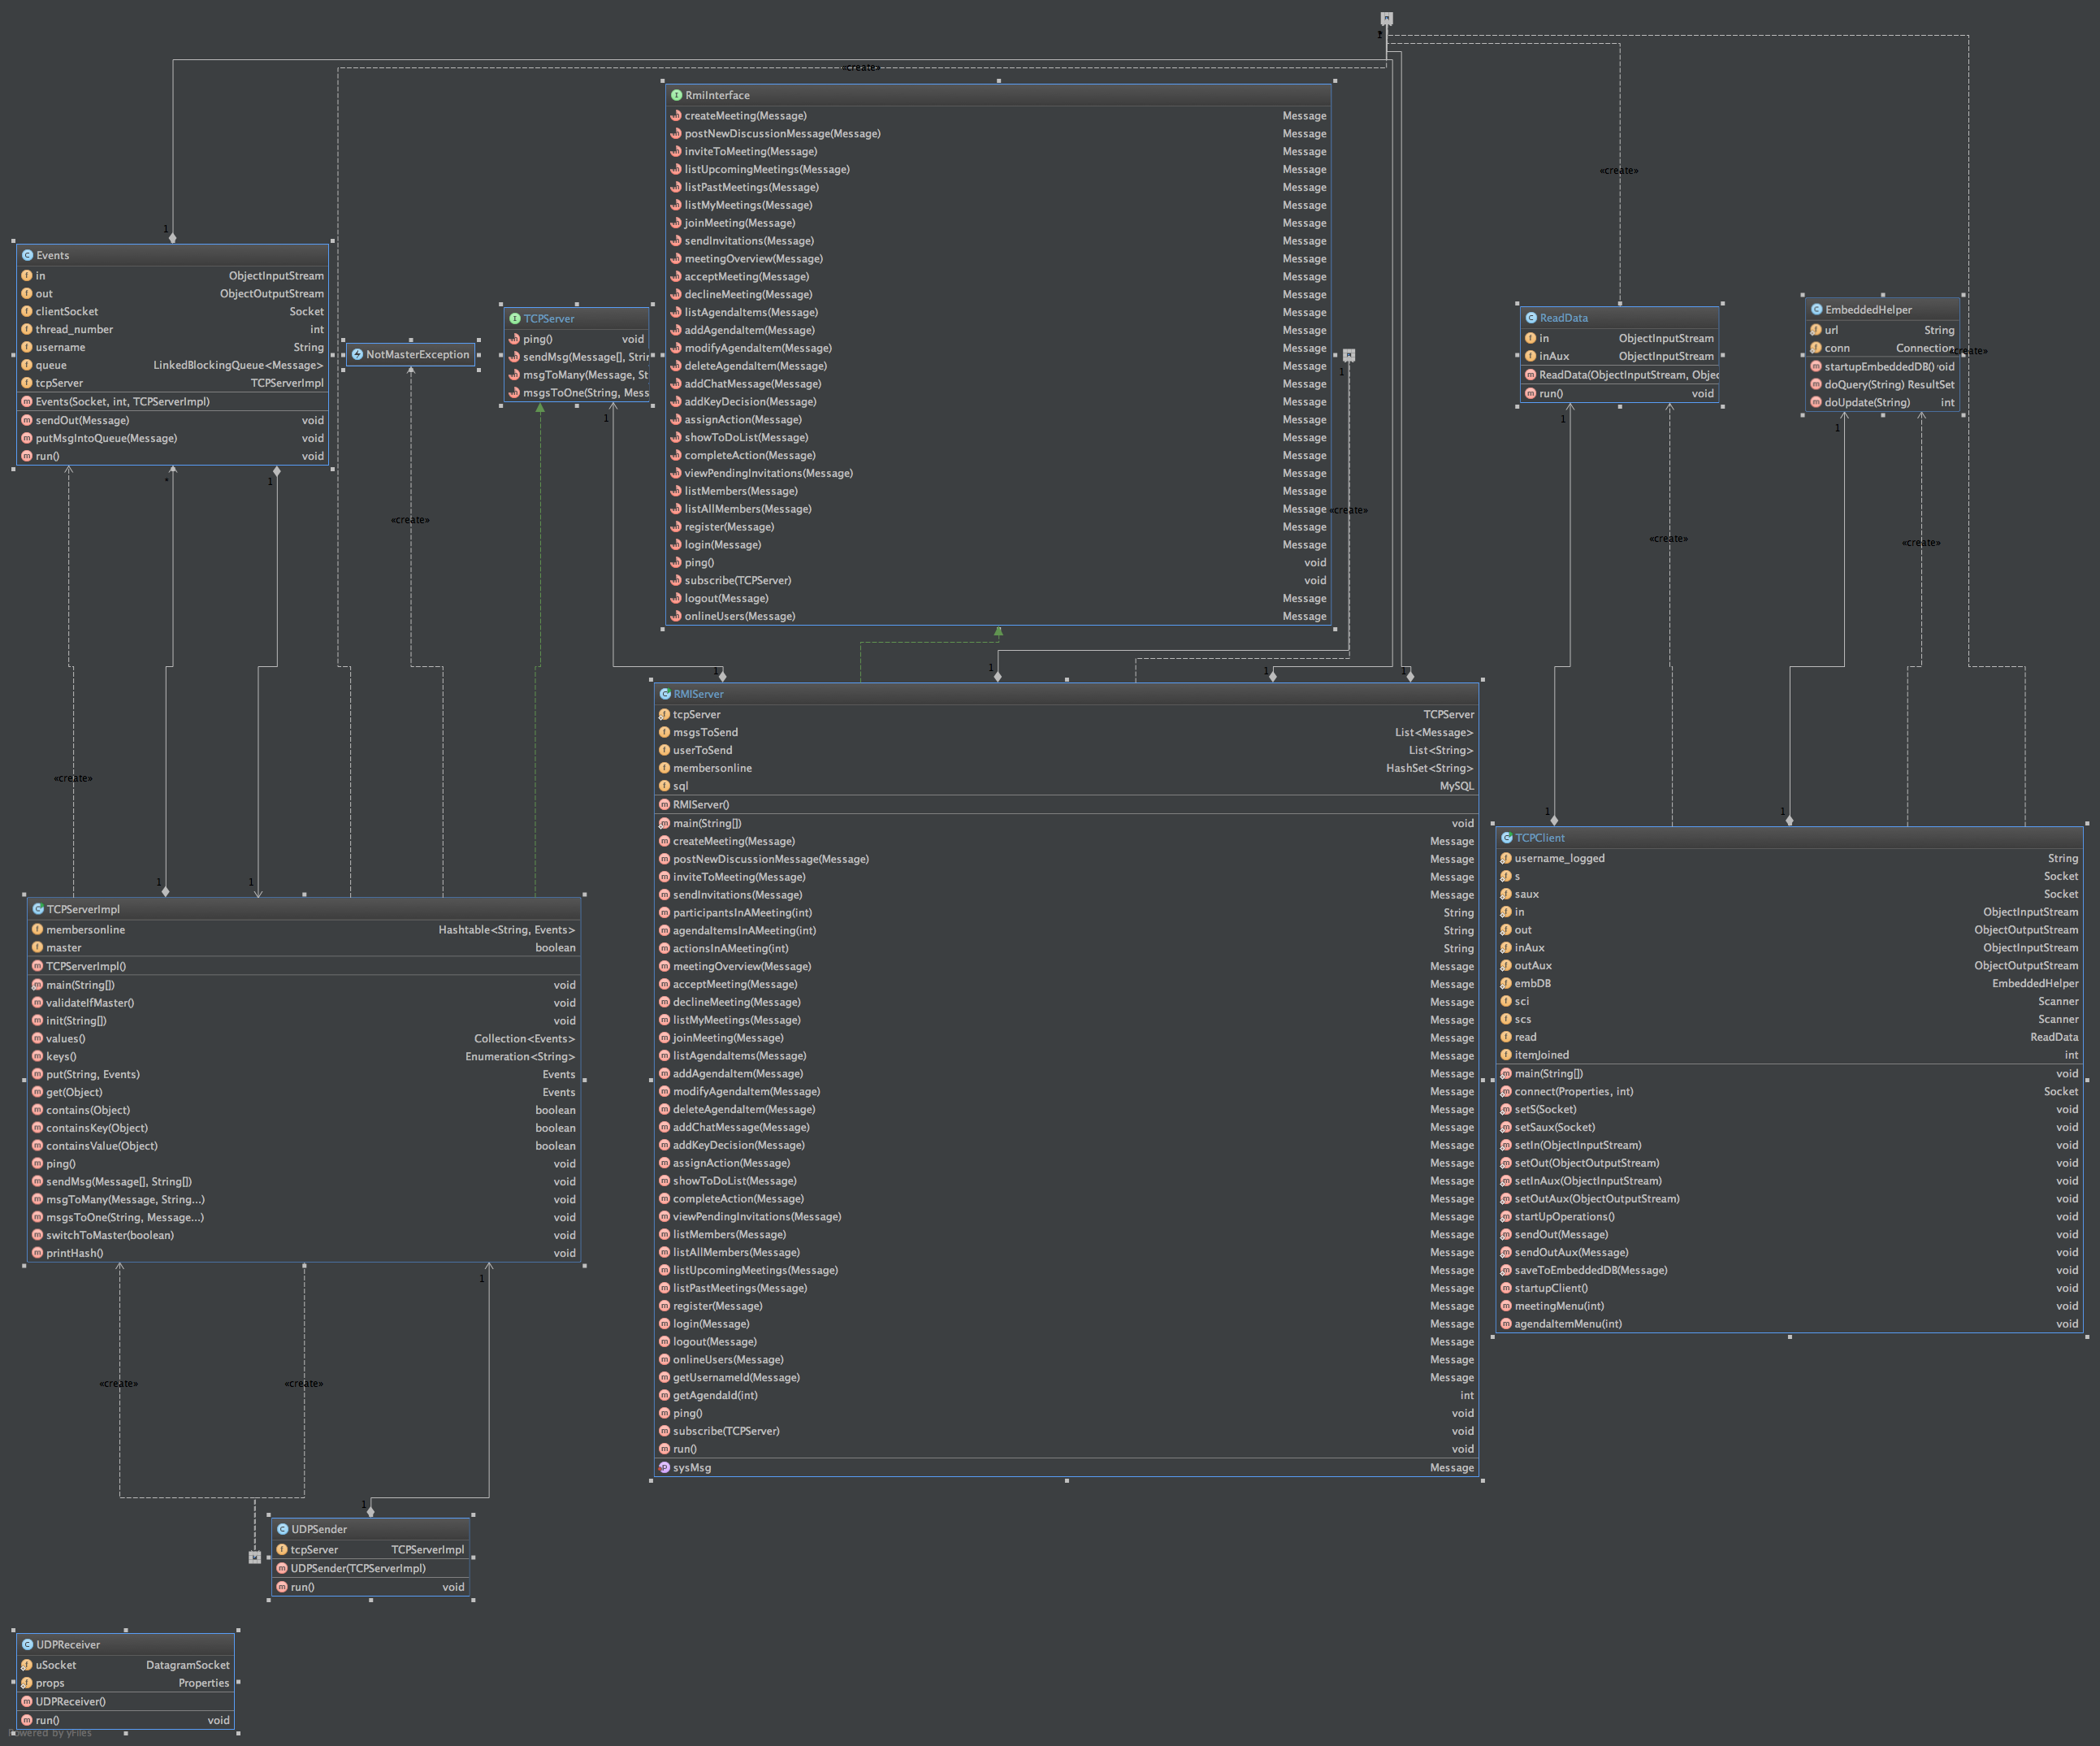 1
«create»
RmiInterface
createMeeting(Message) Message
postNewDiscussionMessage(Message) Message
inviteToMeeting(Message) Message
listUpcomingMeetings(Message) Message
listPastMeetings(Message) Message
listMyMeetings(Message) Message
joinMeeting(Message) Message
sendInvitations(Message) Message
meetingOverview(Message) Message
acceptMeeting(Message) Message
declineMeeting(Message) Message
listAgendaItems(Message) Message
addAgendaItem(Message) Message
modifyAgendaItem(Message) Message
deleteAgendaItem(Message) Message
addChatMessage(Message) Message
addKeyDecision(Message) Message
assignAction(Message) Message
showToDoList(Message) Message
completeAction(Message) Message
viewPendingInvitations(Message) Message
listMembers(Message) Message
listAllMembers(Message) Message
register(Message) Message
login(Message) Message
ping() void
subscribe(TCPServer) void
logout(Message) Message
onlineUsers(Message) Message
Events
in ObjectInputStream
out ObjectOutputStream
clientSocket Socket
thread_number int
username String
queue LinkedBlockingQueue<Message>
tcpServer TCPServerImpl
Events(Socket, int, TCPServerImpl)
sendOut(Message) void
putMsgIntoQueue(Message) void
run() void
* 1
NotMasterException
«create»
TCPServer
ping() void
sendMsg(Message[], Strin
msgToMany(Message, St
msgsToOne(String, Mess
1
1
«create»
«create»
ReadData
in ObjectInputStream
inAux ObjectInputStream
ReadData(ObjectInputStream, Objec
run() void
1
«create»
EmbeddedHelper
url String
conn Connection
startupEmbeddedDB() void
doQuery(String) ResultSet
doUpdate(String) int
«create»
1
«create»
«create»
1 1
TCPServerImpl
membersonline Hashtable<String, Events>
master boolean
TCPServerImpl()
main(String[]) void
validateIfMaster()
init(String[]) void
values() Collection<Events>
keys() Enumeration<String>
put(String, Events) Events
get(Object) Events
contains(Object) boolean
containsKey(Object) boolean
containsValue(Object) boolean
ping() void
sendMsg(Message[], String[]) void
msgToMany(Message, String...) void
msgsToOne(String, Message...) void
switchToMaster(boolean) void
printHash() void
1
«create» «create»
1 1 1 1
RMIServer
tcpServer TCPServer
msgsToSend List<Message>
userToSend List<String>
membersonline HashSet<String>
sql MySQL
RMIServer()
main(String[]) void
createMeeting(Message) Message
postNewDiscussionMessage(Message) Message
inviteToMeeting(Message) Message
sendInvitations(Message) Message
participantsInAMeeting(int) String
agendaItemsInAMeeting(int) String
actionsInAMeeting(int) String
meetingOverview(Message) Message
acceptMeeting(Message) Message
declineMeeting(Message) Message
listMyMeetings(Message) Message
joinMeeting(Message) Message
listAgendaItems(Message) Message
addAgendaItem(Message) Message
modifyAgendaItem(Message) Message
deleteAgendaItem(Message) Message
addChatMessage(Message) Message
addKeyDecision(Message) Message
assignAction(Message) Message
showToDoList(Message) Message
completeAction(Message) Message
viewPendingInvitations(Message) Message
listMembers(Message) Message
listAllMembers(Message) Message
listUpcomingMeetings(Message) Message
listPastMeetings(Message) Message
register(Message) Message
login(Message) Message
logout(Message) Message
onlineUsers(Message) Message
getUsernameId(Message) Message
getAgendaId(int) int
ping() void
subscribe(TCPServer) void
run() void
sysMsg Message
1 1
TCPClient
username_logged String
s Socket
saux Socket
in ObjectInputStream
out ObjectOutputStream
inAux ObjectInputStream
outAux ObjectOutputStream
embDB EmbeddedHelper
sci Scanner
scs Scanner
read ReadData
itemJoined int
main(String[]) void
connect(Properties, int) Socket
setS(Socket) void
setSaux(Socket) void
setIn(ObjectInputStream) void
setOut(ObjectOutputStream) void
setInAux(ObjectInputStream) void
setOutAux(ObjectOutputStream) void
startUpOperations() void
sendOut(Message) void
sendOutAux(Message) void
saveToEmbeddedDB(Message) void
startupClient() void
meetingMenu(int) void
agendaItemMenu(int) void
1
UDPSender
tcpServer TCPServerImpl
UDPSender(TCPServerImpl)
run() void
UDPReceiver
uSocket DatagramSocket
props Properties
UDPReceiver()
run() void
Powered by yFiles